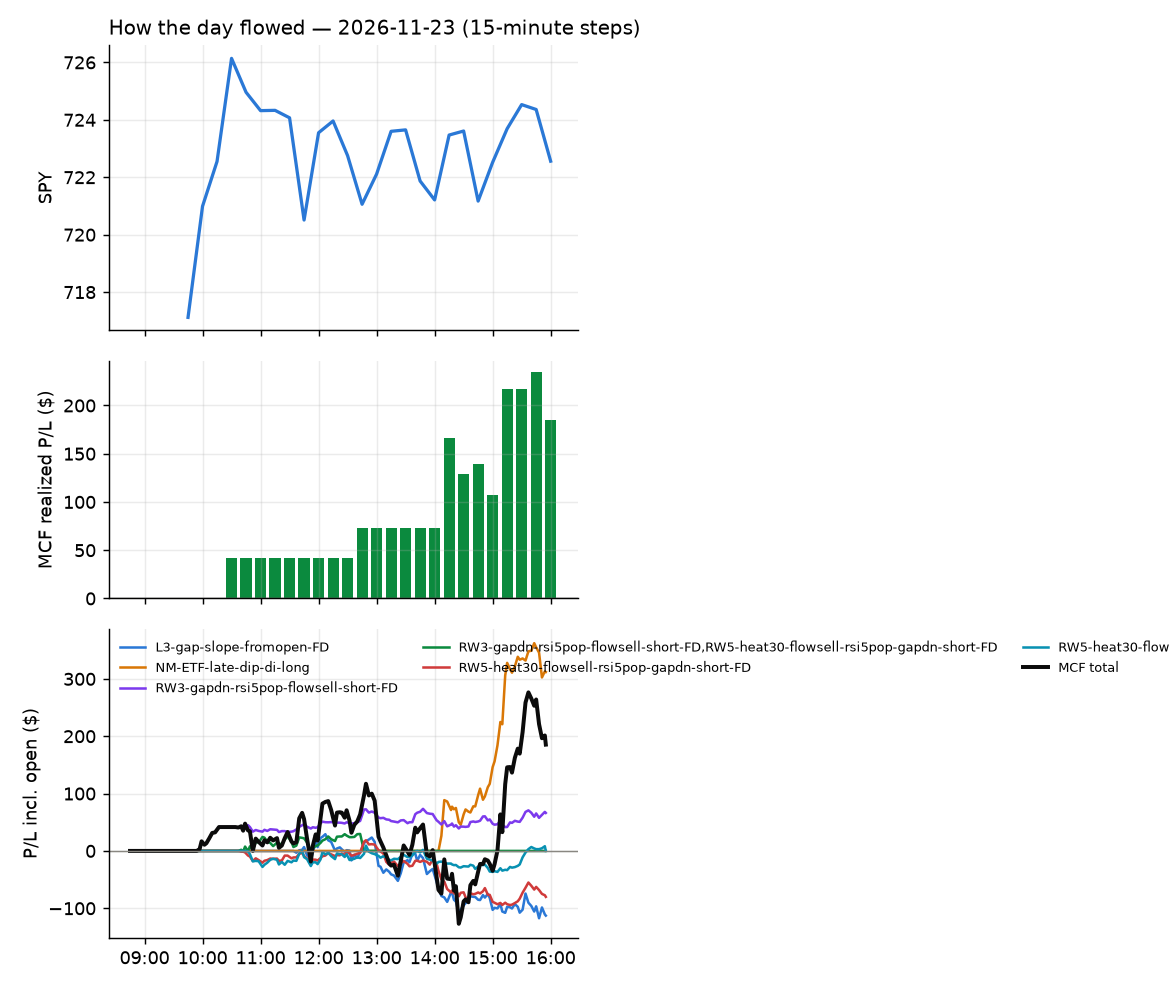 How the day flowed — 2026-11-23 (15-minute steps)
726
724
722
720
718
SPY
200
150
100
50
0
MCF realized P/L ($)
L3-gap-slope-fromopen-FD
NM-ETF-late-dip-di-long
RW3-gapdn-rsi5pop-flowsell-short-FD
RW3-gapdn-rsi5pop-flowsell-short-FD,RW5-heat30-flowsell-rsi5pop-gapdn-short-FD
RW5-heat30-flowsell-rsi5pop-gapdn-short-FD
RW5-heat30-flow
MCF total
300
200
100
0
−100
P/L incl. open ($)
09:00 10:00 11:00 12:00 13:00 14:00 15:00 16:00